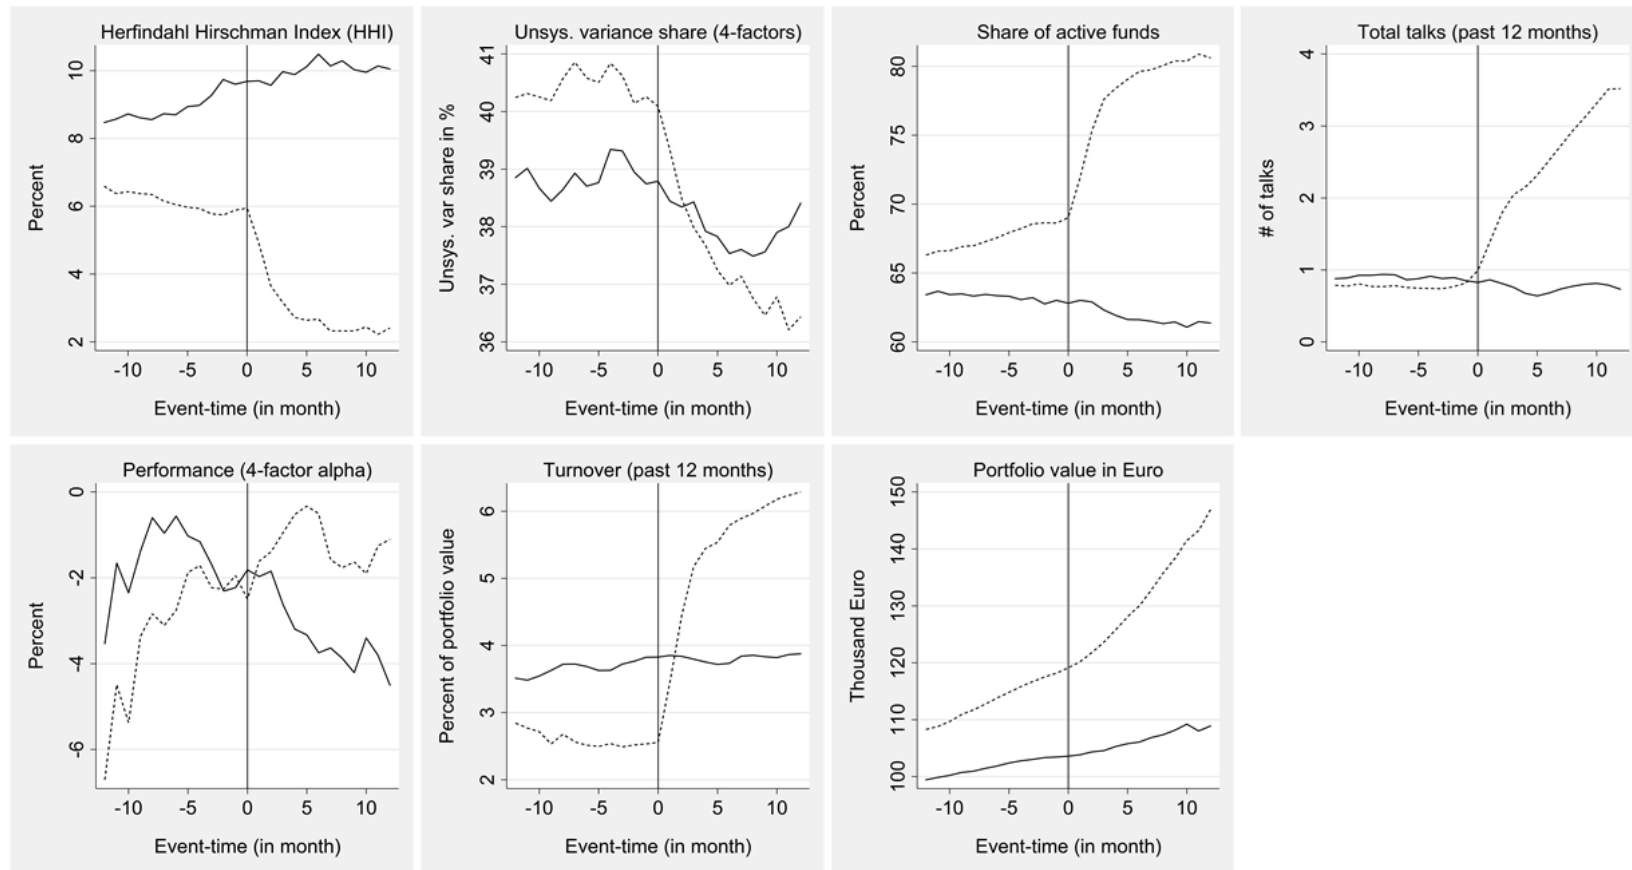 Herfindahl Hirschman Index (HHI)
Percent
10
8
6
4
2
-10 -5 0 5 10
Event-time (in month)
Unsys. variance share (4-factors)
Unsys. var share in %
41
40
39
38
37
36
-10 -5 0 5 10
Event-time (in month)
Share of active funds
Percent
80
75
70
65
60
-10 -5 0 5 10
Event-time (in month)
Total talks (past 12 months)
# of talks
4
3
2
1
0
-10 -5 0 5 10
Event-time (in month)
Performance (4-factor alpha)
Percent
0
-2
-4
-6
-10 -5 0 5 10
Event-time (in month)
Turnover (past 12 months)
Percent of portfolio value
6
5
4
3
2
-10 -5 0 5 10
Event-time (in month)
Portfolio value in Euro
Thousand Euro
150
140
130
120
110
100
-10 -5 0 5 10
Event-time (in month)